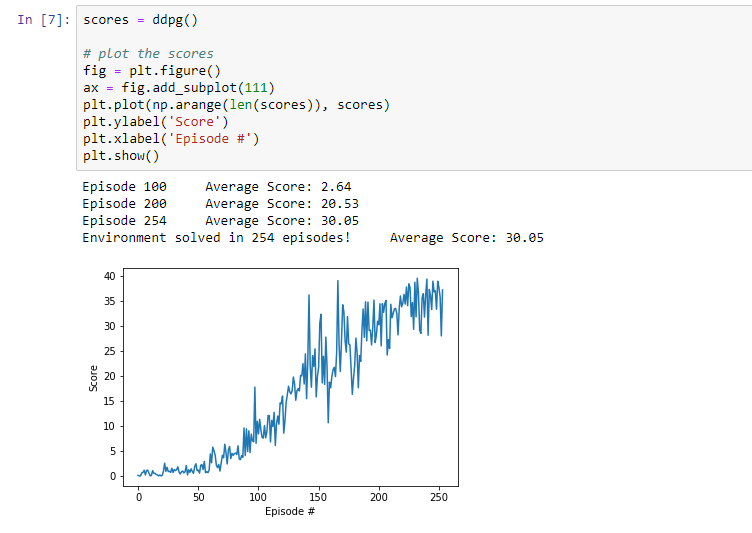 In [7]: scores = ddpg()
# plot the scores
fig = plt.figure()
ax = fig.add_subplot(111)
plt.plot(np.arange(len(scores)), scores)
plt.ylabel('Score')
plt.xlabel('Episode #')
plt.show()
Episode 100     Average Score: 2.64
Episode 200     Average Score: 20.53
Episode 254     Average Score: 30.05
Environment solved in 254 episodes!     Average Score: 30.05
40
35
30
25
20
15
10
5
0
Score
0 50 100 150 200 250
Episode #